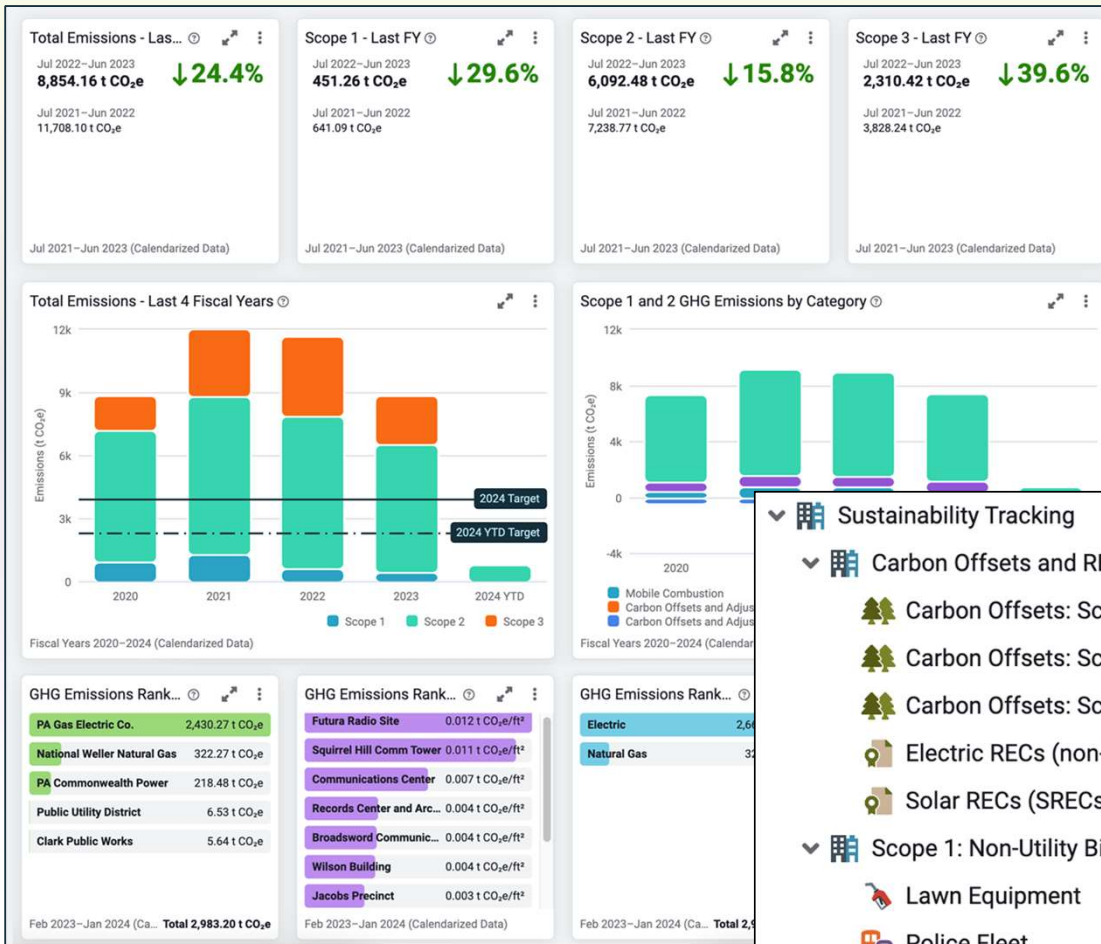 Total Emissions - Las...
Jul 2022–Jun 2023
8,854.16 t CO₂e
↓24.4%
Jul 2021–Jun 2022
11,708.10 t CO₂e
Jul 2021–Jun 2023 (Calendarized Data)
Scope 1 - Last FY
Jul 2022–Jun 2023
451.26 t CO₂e
↓29.6%
Jul 2021–Jun 2022
641.09 t CO₂e
Jul 2021–Jun 2023 (Calendarized Data)
Scope 2 - Last FY
Jul 2022–Jun 2023
6,092.48 t CO₂e
↓15.8%
Jul 2021–Jun 2022
7,238.77 t CO₂e
Jul 2021–Jun 2023 (Calendarized Data)
Scope 3 - Last FY
Jul 2022–Jun 2023
2,310.42 t CO₂e
↓39.6%
Jul 2021–Jun 2022
3,828.24 t CO₂e
Jul 2021–Jun 2023 (Calendarized Data)
Total Emissions - Last 4 Fiscal Years
Emissions (t CO₂e)
12k
9k
6k
3k
0
2024 Target
2024 YTD Target
2020 2021 2022 2023 2024 YTD
Scope 1 Scope 2 Scope 3
Fiscal Years 2020–2024 (Calendarized Data)
Scope 1 and 2 GHG Emissions by Category
Emissions (t CO₂e)
12k
8k
4k
0
-4k
2020
Mobile Combustion
Carbon Offsets and Adjus
Carbon Offsets and Adjus
Fiscal Years 2020–2024 (Calendar
GHG Emissions Rank...
PA Gas Electric Co. 2,430.27 t CO₂e
National Weller Natural Gas 322.27 t CO₂e
PA Commonwealth Power 218.48 t CO₂e
Public Utility District 6.53 t CO₂e
Clark Public Works 5.64 t CO₂e
Feb 2023–Jan 2024 (Ca... Total 2,983.20 t CO₂e
GHG Emissions Rank...
Futura Radio Site 0.012 t CO₂e/ft²
Squirrel Hill Comm Tower 0.011 t CO₂e/ft²
Communications Center 0.007 t CO₂e/ft²
Records Center and Arc... 0.004 t CO₂e/ft²
Broadsword Communic... 0.004 t CO₂e/ft²
Wilson Building 0.004 t CO₂e/ft²
Jacobs Precinct 0.003 t CO₂e/ft²
Feb 2023–Jan 2024 (Calendarized Data)
GHG Emissions Rank...
Electric 2,66
Natural Gas 32
Feb 2023–Jan 2024 (Ca... Total 2,9
Sustainability Tracking
Carbon Offsets and RE
Carbon Offsets: Sc
Carbon Offsets: Sc
Carbon Offsets: Sc
Electric RECs (non-
Solar RECs (SRECs
Scope 1: Non-Utility Bi
Lawn Equipment
Police Fleet